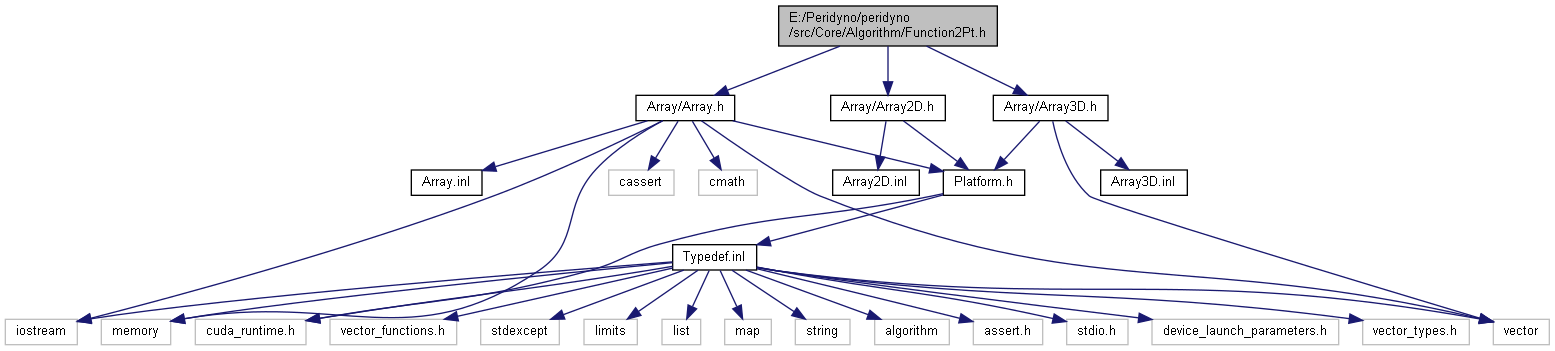 E:/Peridyno/peridyno
/src/Core/Algorithm/Function2Pt.h
Array/Array.h
Array/Array2D.h
Array/Array3D.h
Array.inl
cassert
cmath
Array2D.inl
Platform.h
Array3D.inl
Typedef.inl
iostream
memory
cuda_runtime.h
vector_functions.h
stdexcept
limits
list
map
string
algorithm
assert.h
stdio.h
device_launch_parameters.h
vector_types.h
vector